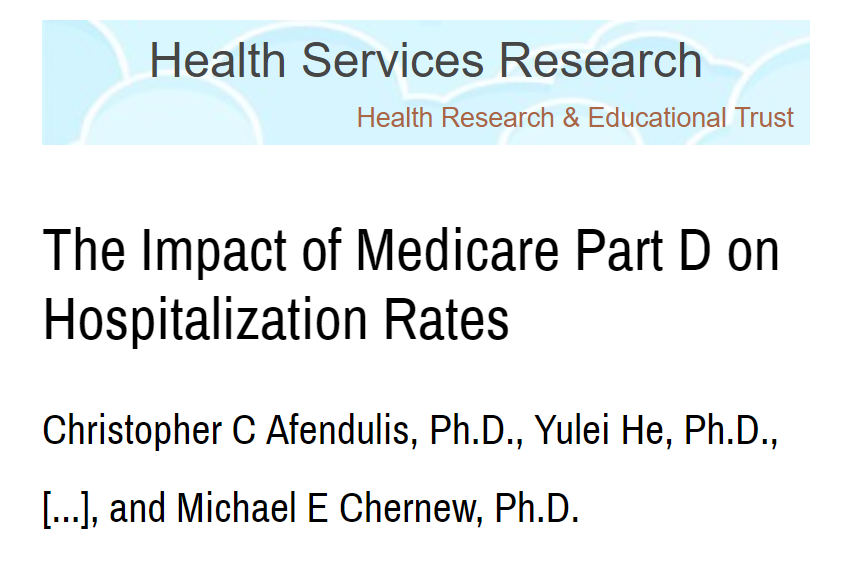 Health Services Research
Health Research & Educational Trust
The Impact of Medicare Part D on
Hospitalization Rates
Christopher C Afendulis, Ph.D., Yulei He, Ph.D.,
[...], and Michael E Chernew, Ph.D.